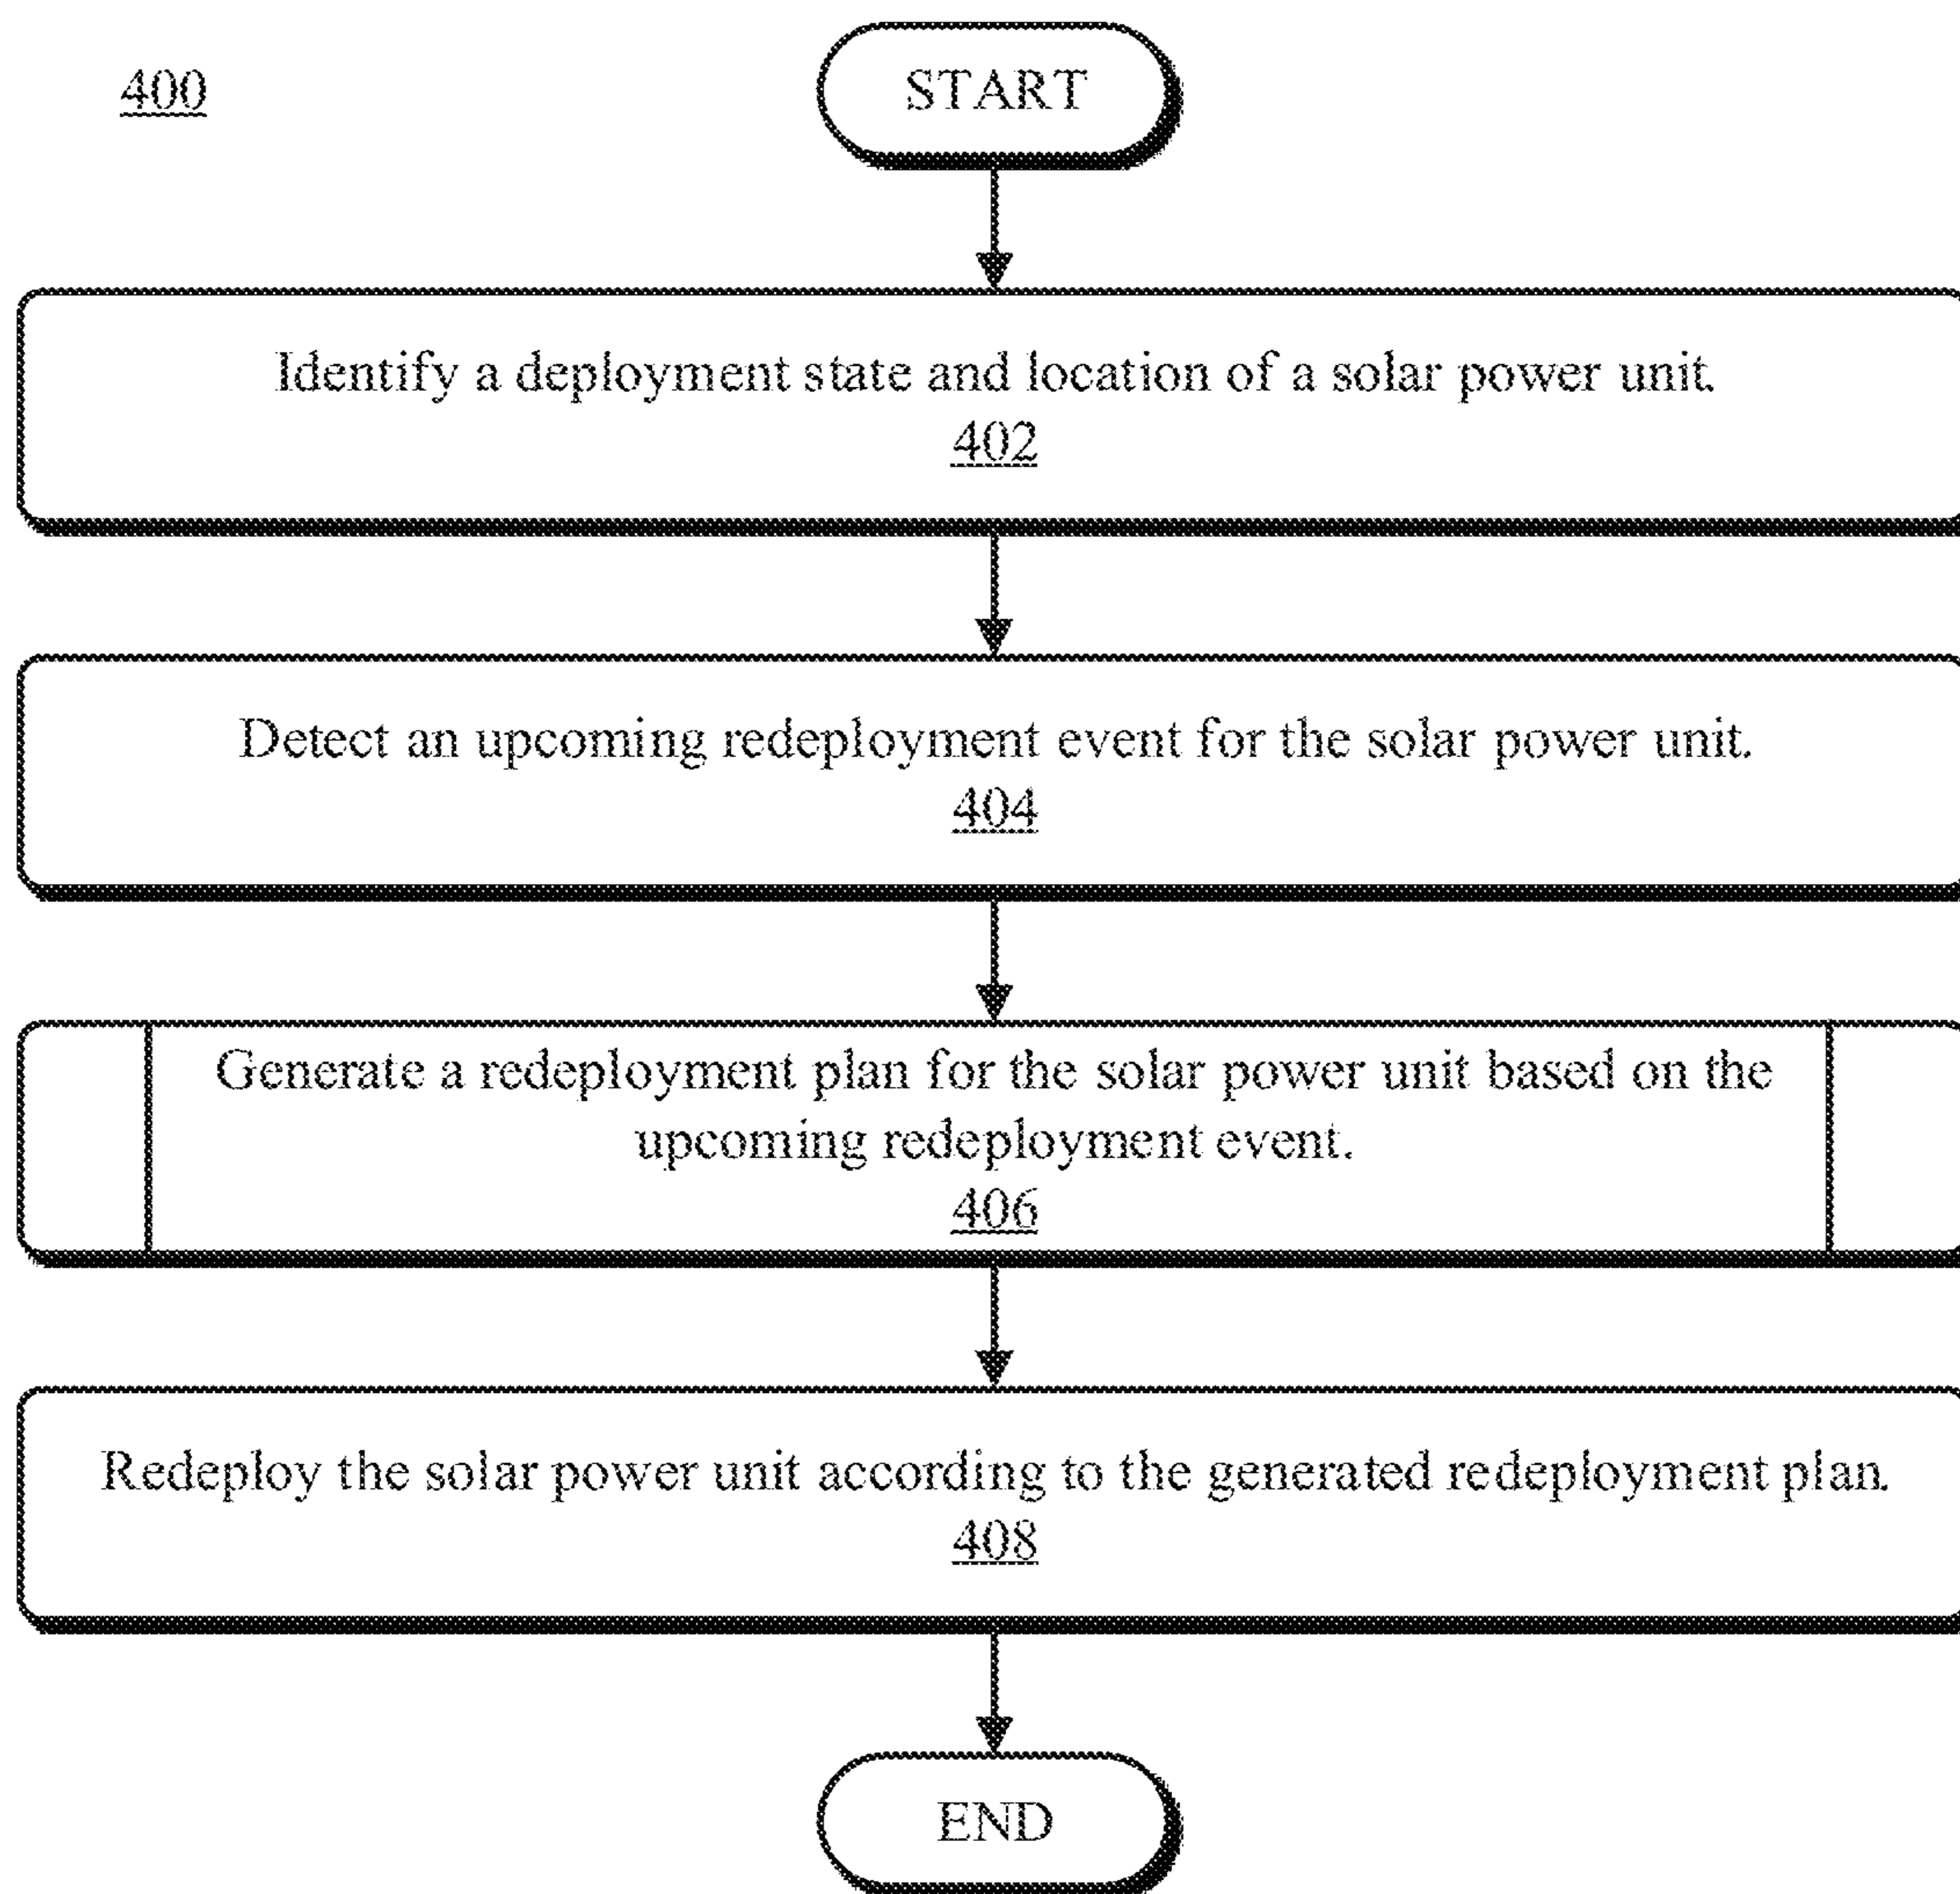 400
START
Identify a deployment state and location of a solar power unit.
402
Detect an upcoming redeployment event for the solar power unit.
404
Generate a redeployment plan for the solar power unit based on the
upcoming redeployment event.
406
Redeploy the solar power unit according to the generated redeployment plan.
408
END